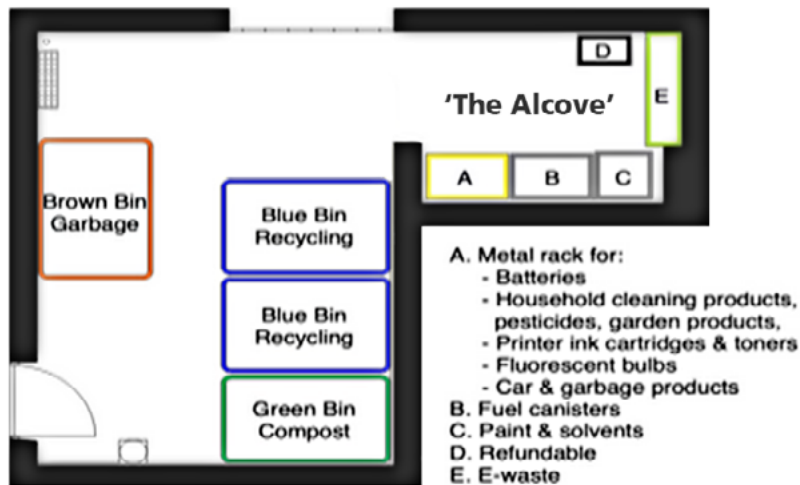 D
E
'The Alcove'
A
B
C
Brown Bin
Garbage
Blue Bin
Recycling
Blue Bin
Recycling
Green Bin
Compost
A. Metal rack for:
- Batteries
- Household cleaning products,
pesticides, garden products,
- Printer ink cartridges & toners
- Fluorescent bulbs
- Car & garbage products
B. Fuel canisters
C. Paint & solvents
D. Refundable
E. E-waste